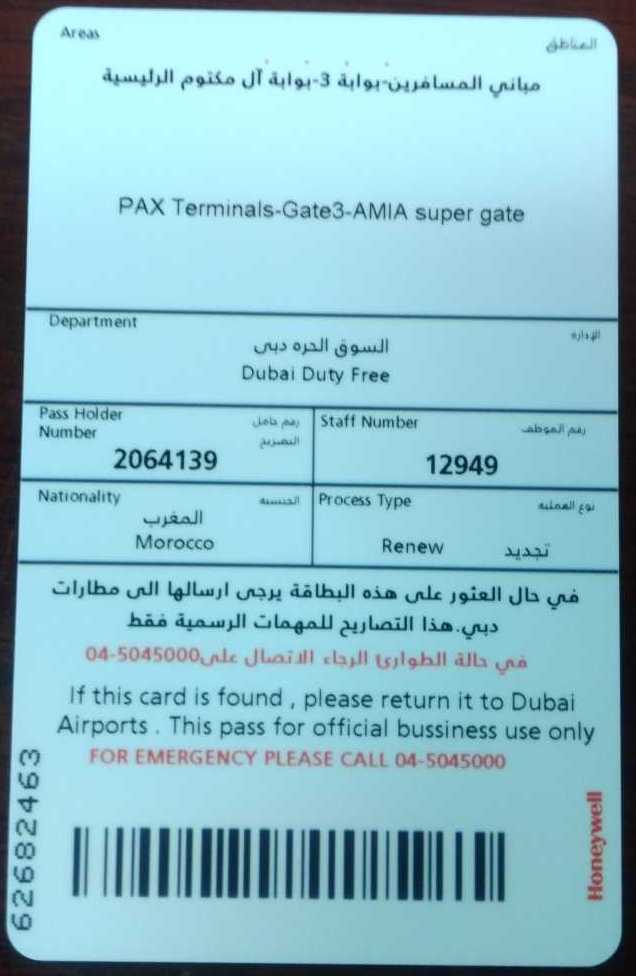 Areas
المناطق
مباني المسافرين-بوابة 3-بوابة آل مكتوم الرئيسية
PAX Terminals-Gate3-AMIA super gate
Department
الإدارة
السوق الحره دبى
Dubai Duty Free
Pass Holder
Number
رقم حامل
التصريح
2064139
Staff Number
رقم الموظف
12949
Nationality
الجنسية
المغرب
Morocco
Process Type
نوع العملية
Renew تجديد
في حال العثور على هذه البطاقة يرجى ارسالها الى مطارات
دبي.هذا التصاريح للمهمات الرسمية فقط
في حالة الطوارئ الرجاء الاتصال على04-5045000
If this card is found , please return it to Dubai
Airports . This pass for official bussiness use only
FOR EMERGENCY PLEASE CALL 04-5045000
62682463
Honeywell